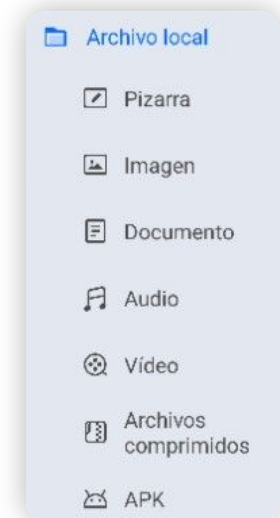 Archivo local
Pizarra
Imagen
Documento
Audio
Vídeo
Archivos
comprimidos
APK